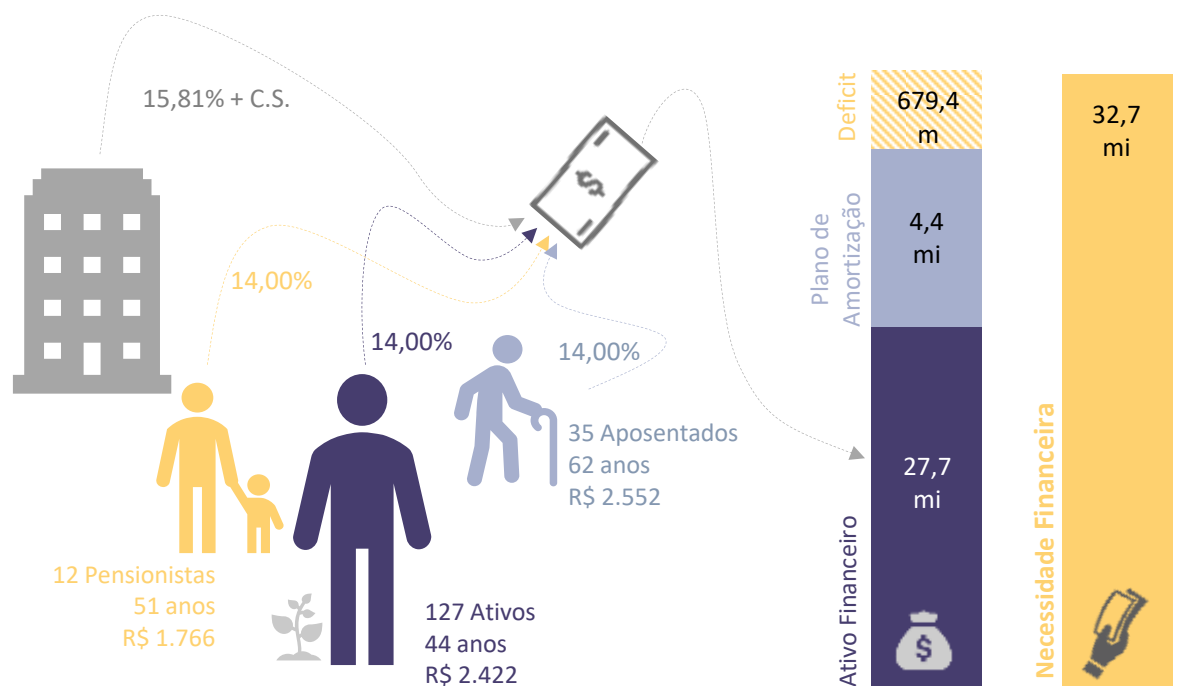 15,81% + C.S.
14,00%
14,00%
14,00%
12 Pensionistas
51 anos
R$ 1.766
127 Ativos
44 anos
R$ 2.422
35 Aposentados
62 anos
R$ 2.552
$
Deficit
679,4
m
Plano de
Amortização
4,4
mi
Ativo Financeiro
27,7
mi
$
Necessidade Financeira
32,7
mi